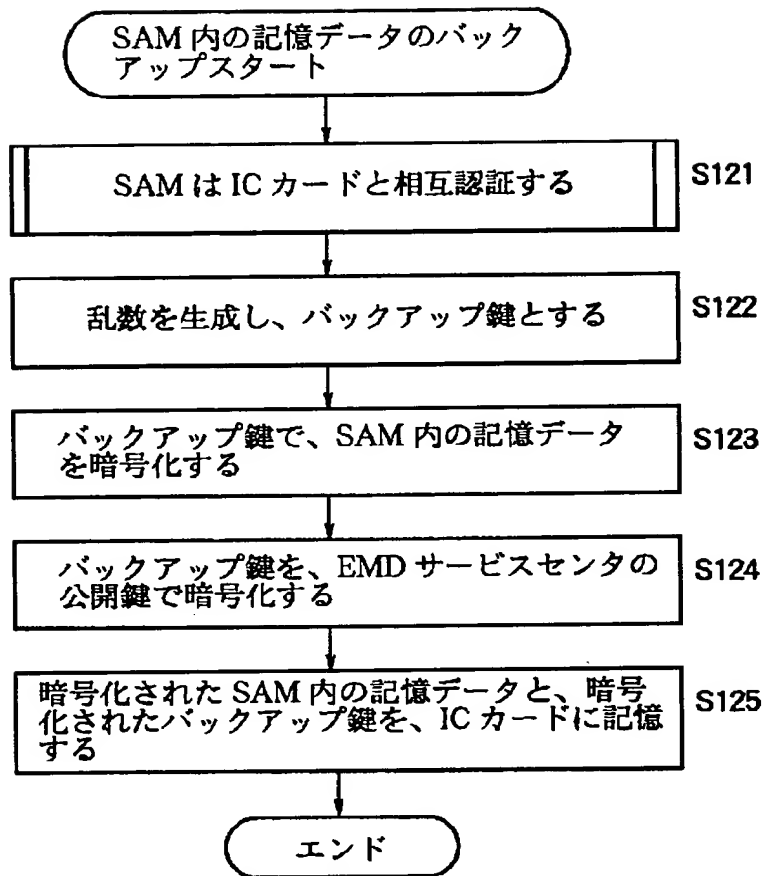 SAM 内の記憶データのバック
アップスタート
SAM は IC カードと相互認証する
S121
乱数を生成し、バックアップ鍵とする
S122
バックアップ鍵で、SAM 内の記憶データ
を暗号化する
S123
バックアップ鍵を、EMD サービスセンタの
公開鍵で暗号化する
S124
暗号化された SAM 内の記憶データと、暗号
化されたバックアップ鍵を、IC カードに記憶
する
S125
エンド